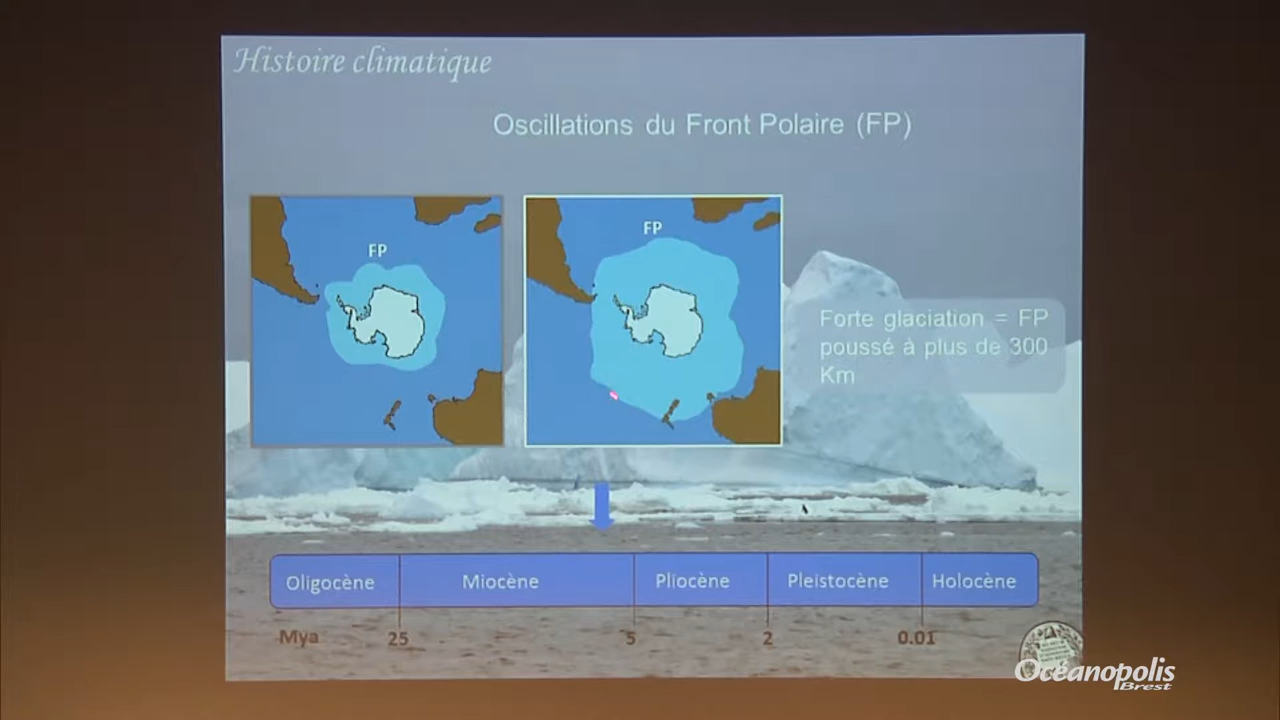 Histoire climatique
Oscillations du Front Polaire (FP)
FP
FP
Forte glaciation = FP
poussé à plus de 300
Km
Oligocène
Miocène
Pliocène
Pleistocène
Holocène
Mya
25
5
2
0.01
Océanopolis
Brest